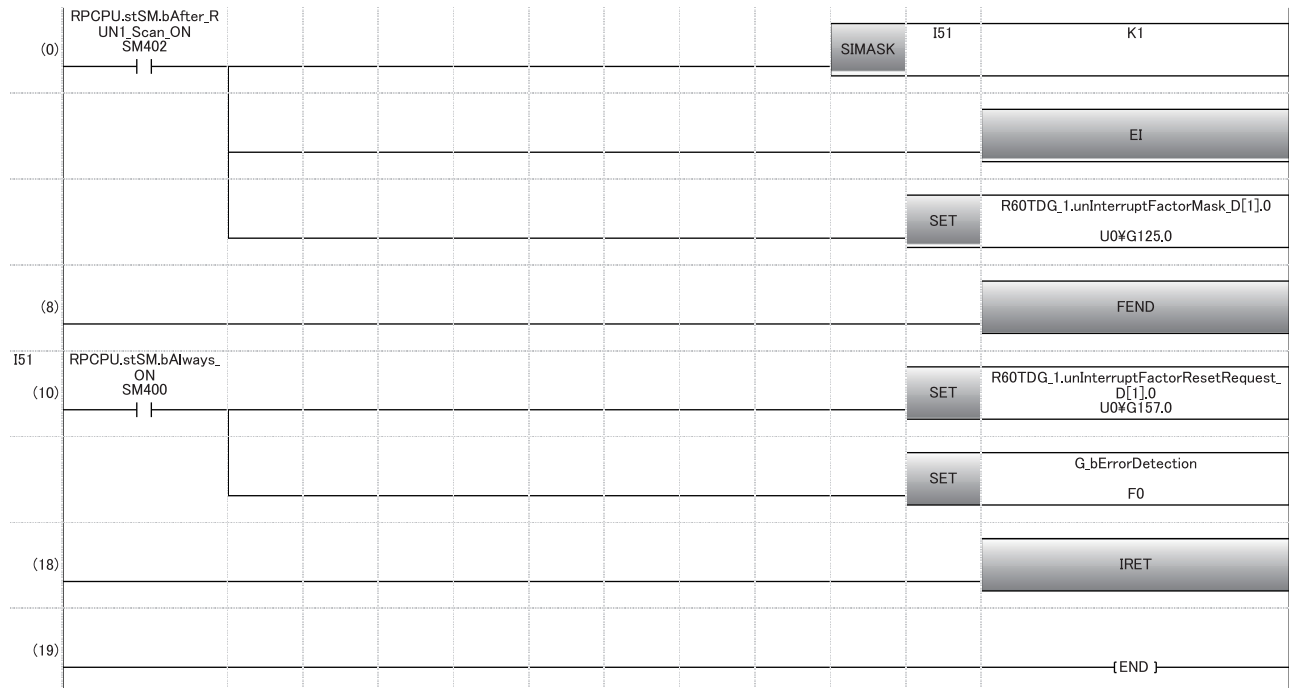 RPCPU.stSM.bAfter_R
UN1_Scan_ON
SM402
(0)
SIMASK
I51
K1
EI
SET
R60TDG_1.unInterruptFactorMask_D[1].0
U0¥G125.0
(8)
FEND
I51
RPCPU.stSM.bAlways_
ON
SM400
(10)
SET
R60TDG_1.unInterruptFactorResetRequest_
D[1].0
U0¥G157.0
SET
G_bErrorDetection
F0
(18)
IRET
(19)
[END]